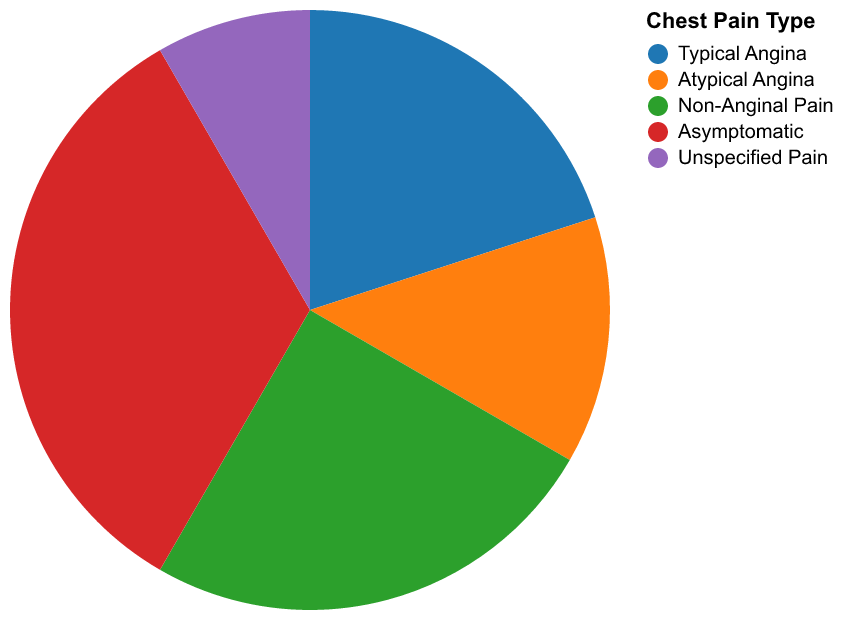 Chest Pain Type
Typical Angina
Atypical Angina
Non-Anginal Pain
Asymptomatic
Unspecified Pain